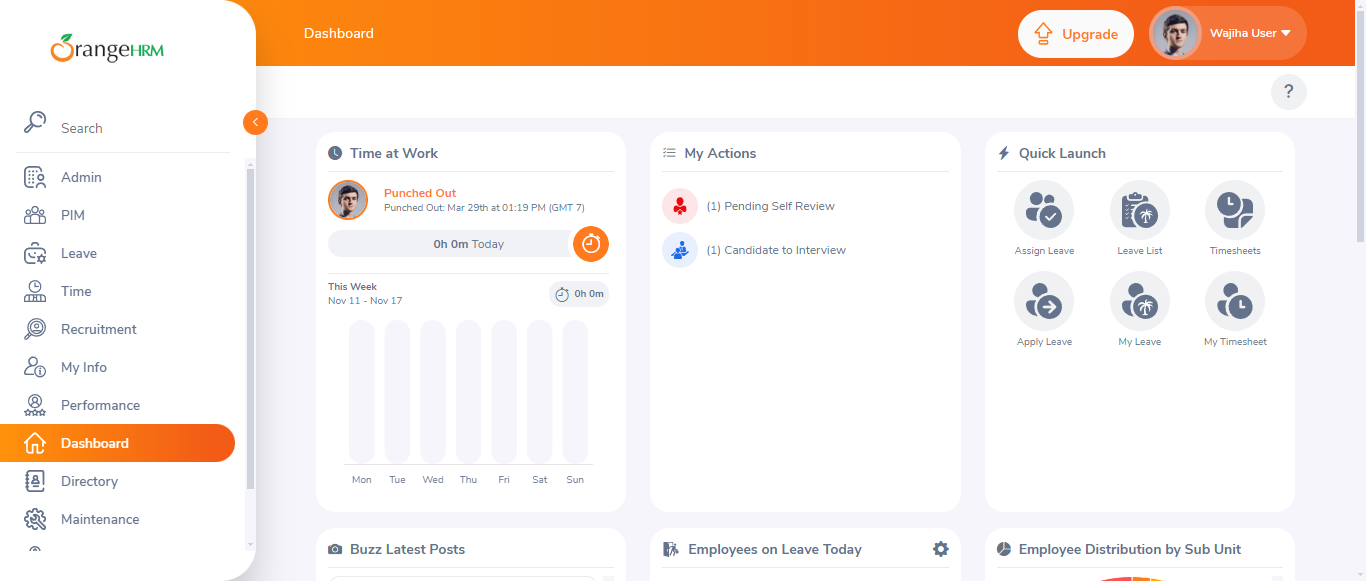 OrangeHRM
Dashboard
Upgrade
Wajiha User
?
Search
Admin
PIM
Leave
Time
Recruitment
My Info
Performance
Dashboard
Directory
Maintenance
Time at Work
Punched Out
Punched Out: Mar 29th at 01:19 PM (GMT 7)
0h 0m Today
This Week
Nov 11 - Nov 17
0h 0m
Mon Tue Wed Thu Fri Sat Sun
My Actions
(1) Pending Self Review
(1) Candidate to Interview
Quick Launch
Assign Leave
Leave List
Timesheets
Apply Leave
My Leave
My Timesheet
Buzz Latest Posts
Employees on Leave Today
Employee Distribution by Sub Unit